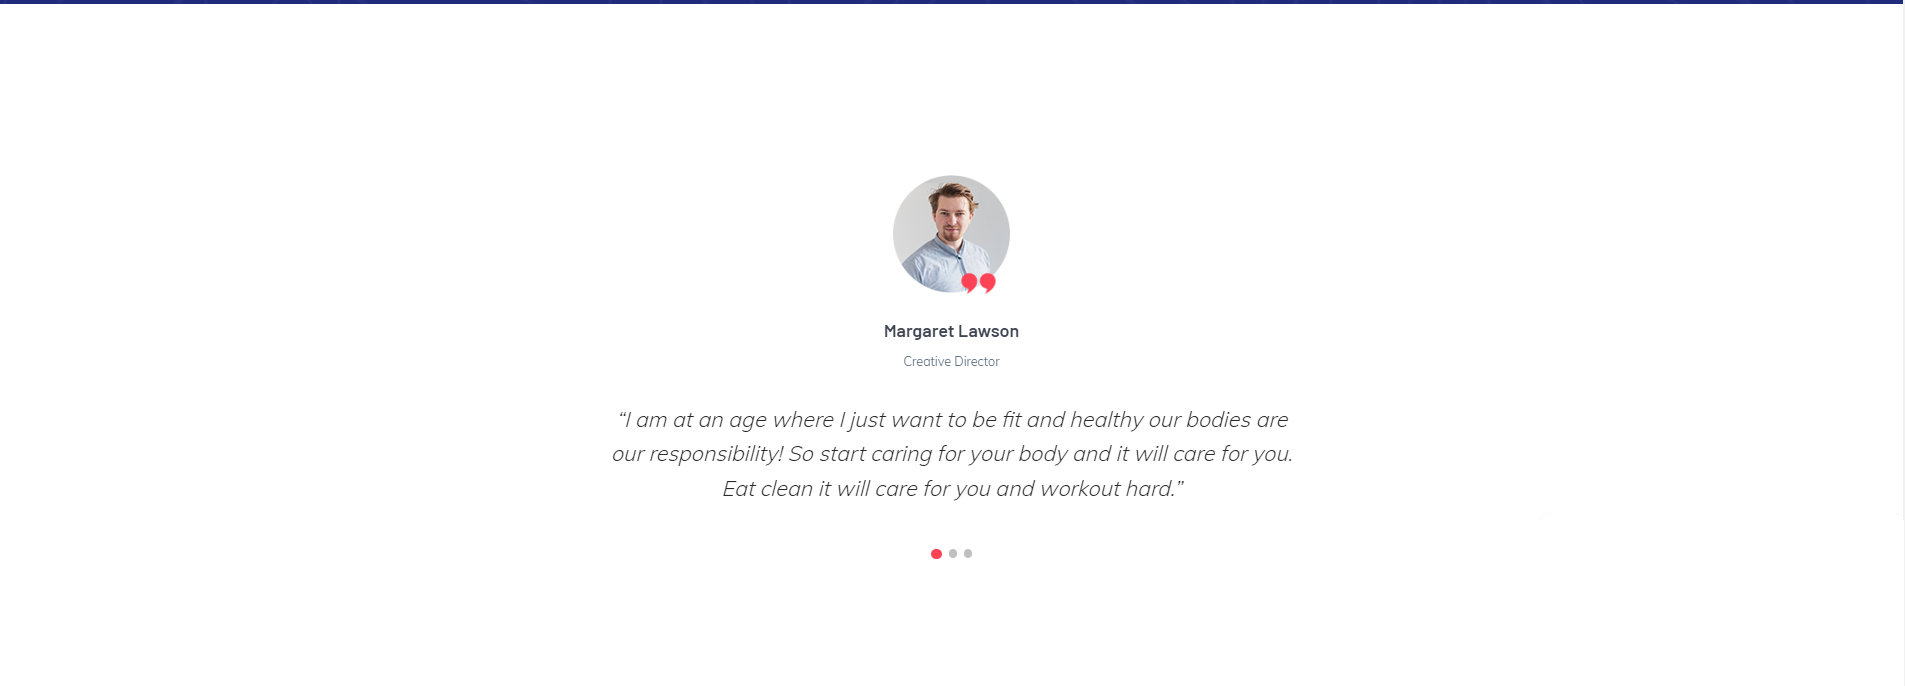 Margaret Lawson
Creative Director
“I am at an age where I just want to be fit and healthy our bodies are
our responsibility! So start caring for your body and it will care for you.
Eat clean it will care for you and workout hard.”